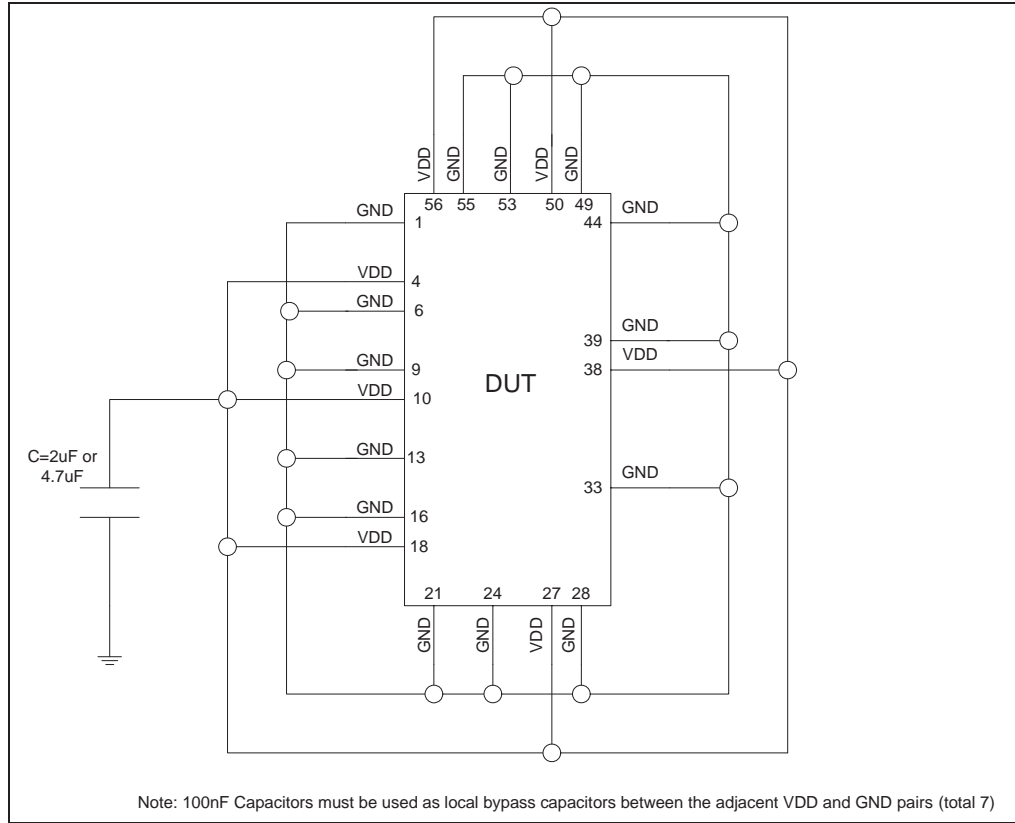 VDD
GND
GND
VDD
GND
56
55
53
50
49
GND
1
44
GND
VDD
4
GND
6
39
GND
GND
9
DUT
38
VDD
VDD
10
C=2uF or
4.7uF
GND
13
33
GND
GND
16
VDD
18
21
24
27
28
GND
GND
VDD
GND
Note: 100nF Capacitors must be used as local bypass capacitors between the adjacent VDD and GND pairs (total 7)